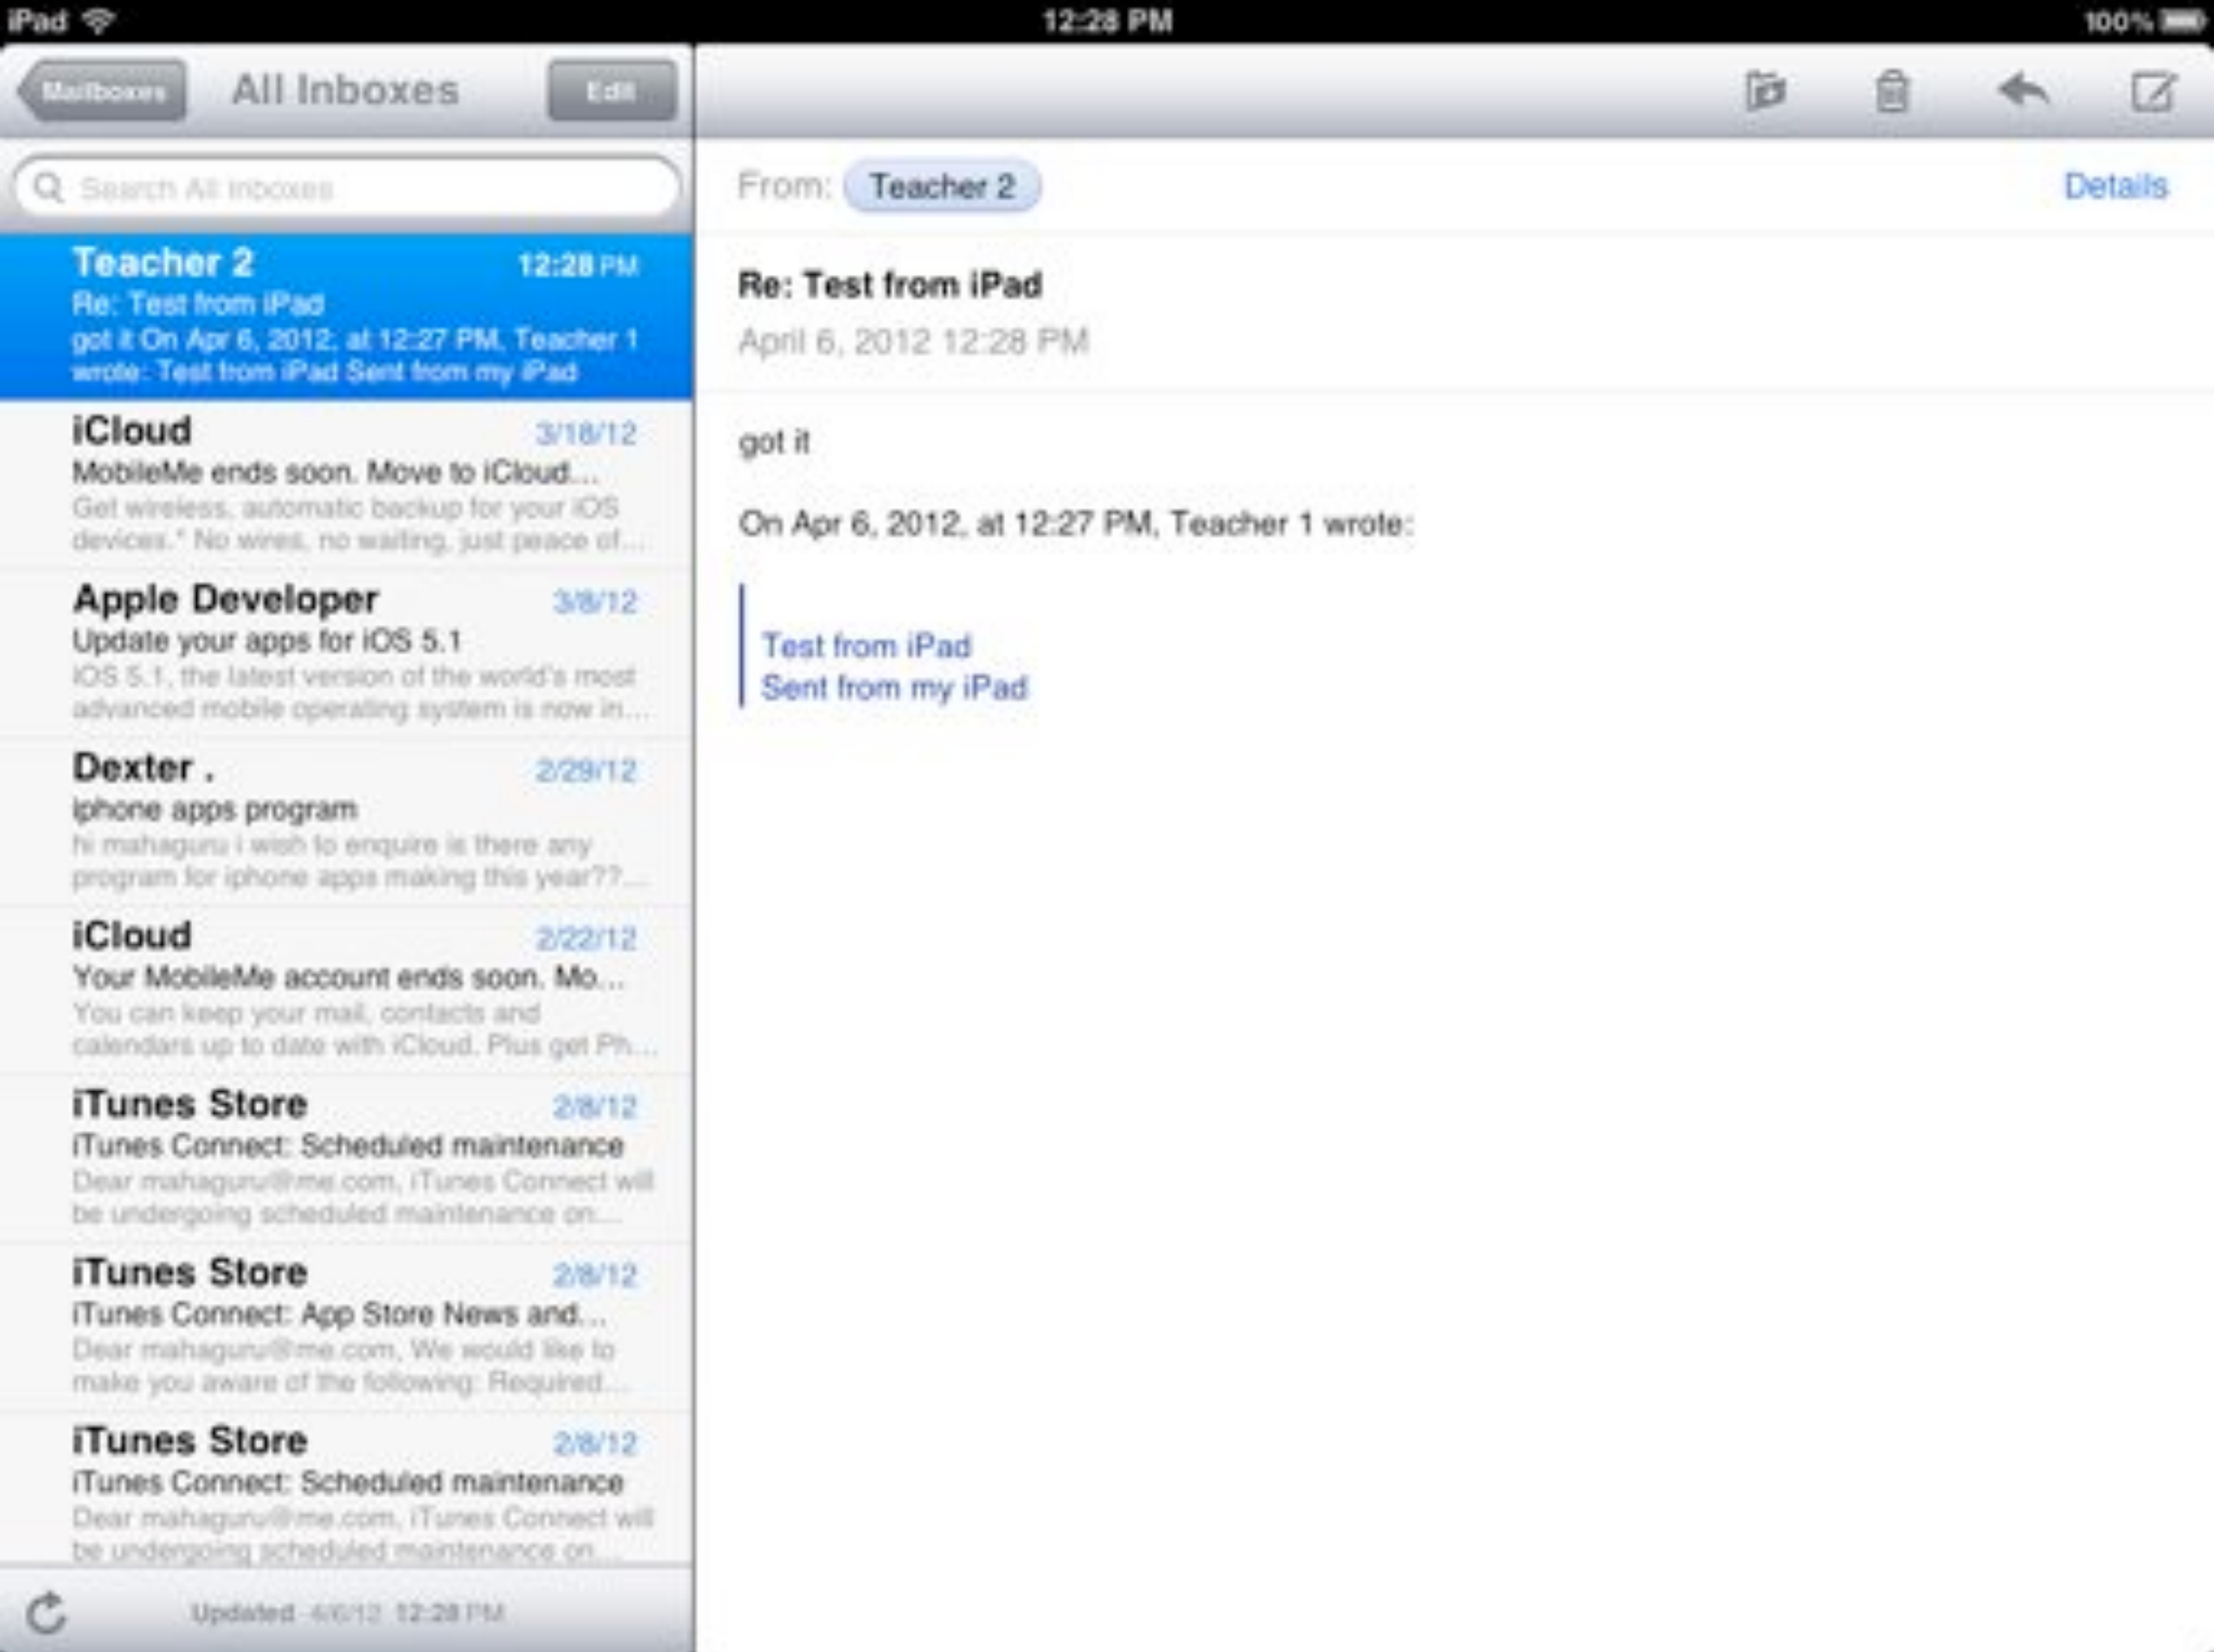 iPad
12:28 PM
100%
Mailboxes
All Inboxes
Edit
Search All Inboxes
Teacher 2
12:28 PM
Re: Test from iPad
got it On Apr 6, 2012, at 12:27 PM, Teacher 1
wrote: Test from iPad Sent from my iPad
iCloud
3/18/12
MobileMe ends soon. Move to iCloud...
Get wireless, automatic backup for your iOS
devices.* No wires, no waiting, just peace of...
Apple Developer
3/8/12
Update your apps for iOS 5.1
iOS 5.1, the latest version of the world's most
advanced mobile operating system is now in...
Dexter .
2/29/12
iphone apps program
hi mahaguru i wish to enquire is there any
program for iphone apps making this year??...
iCloud
2/22/12
Your MobileMe account ends soon. Mo...
You can keep your mail, contacts and
calendars up to date with iCloud. Plus get Ph...
iTunes Store
2/8/12
iTunes Connect: Scheduled maintenance
Dear mahaguru@me.com, iTunes Connect will
be undergoing scheduled maintenance on...
iTunes Store
2/8/12
iTunes Connect: App Store News and...
Dear mahaguru@me.com, We would like to
make you aware of the following: Required...
iTunes Store
2/8/12
iTunes Connect: Scheduled maintenance
Dear mahaguru@me.com, iTunes Connect will
be undergoing scheduled maintenance on...
Updated 4/6/12 12:28 PM
From: Teacher 2
Details
Re: Test from iPad
April 6, 2012 12:28 PM
got it
On Apr 6, 2012, at 12:27 PM, Teacher 1 wrote:
Test from iPad
Sent from my iPad